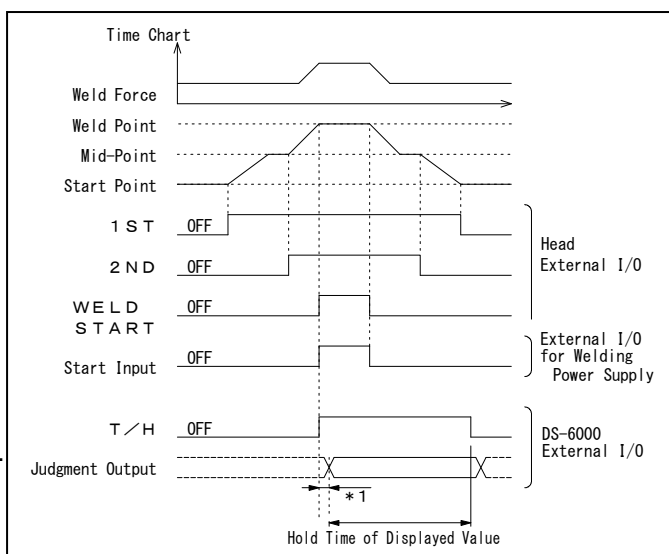 Time Chart
Weld Force
Weld Point
Mid-Point
Start Point
1ST OFF
2ND OFF
Head
External I/O
WELD
START
OFF
Start Input OFF
External I/O
for Welding
Power Supply
T/H OFF
DS-6000
External I/O
Judgment Output
*1
Hold Time of Displayed Value